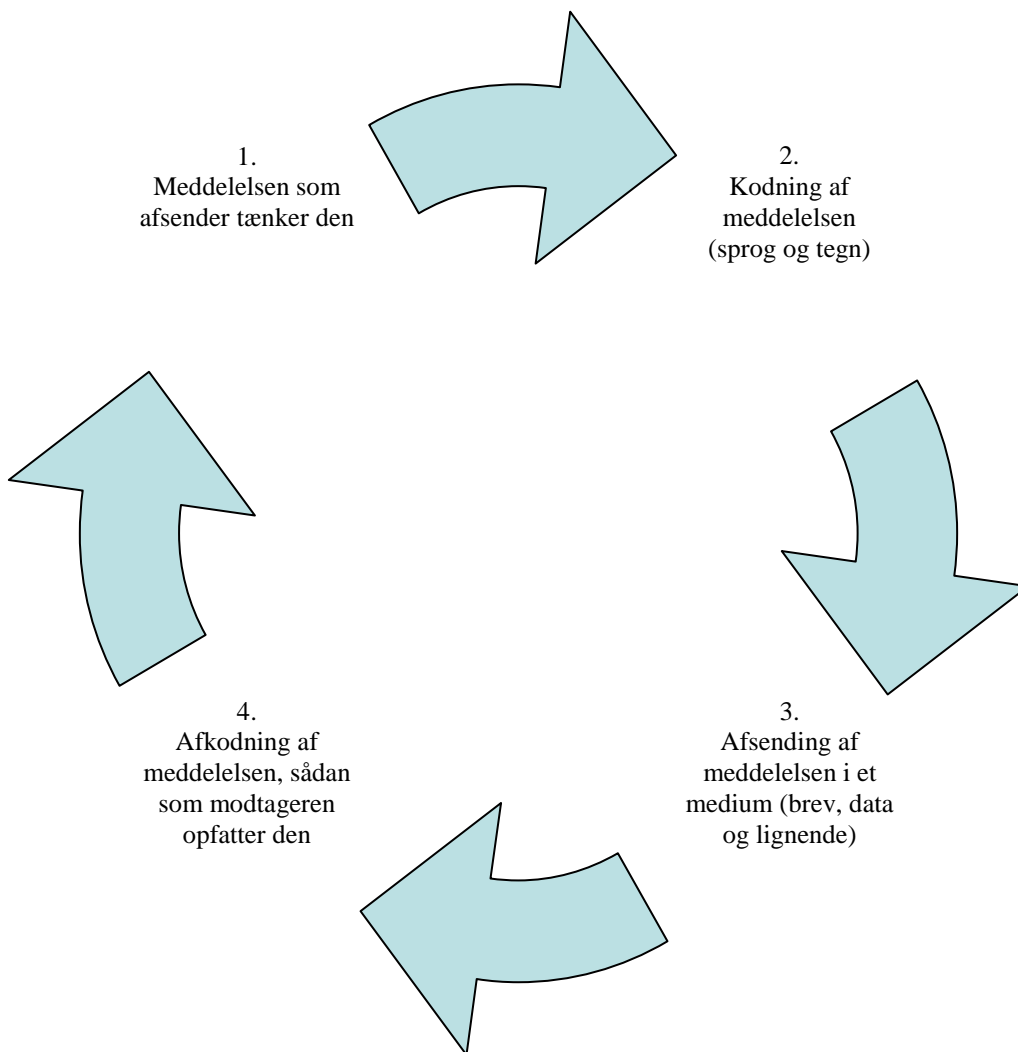 1.
Meddelelsen som
afsender tænker den
2.
Kodning af
meddelelsen
(sprog og tegn)
3.
Afsending af
meddelelsen i et
medium (brev, data
og lignende)
4.
Afkodning af
meddelelsen, sådan
som modtageren
opfatter den